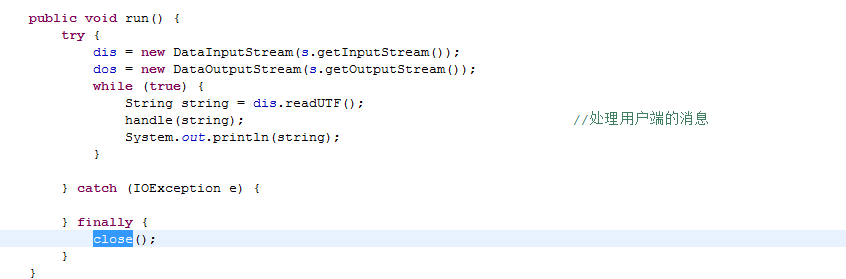 public void run() {
try {
dis = new DataInputStream(s.getInputStream());
dos = new DataOutputStream(s.getOutputStream());
while (true) {
String string = dis.readUTF();
handle(string); //处理用户端的消息
System.out.println(string);
}
} catch (IOException e) {
} finally {
close();
}
}